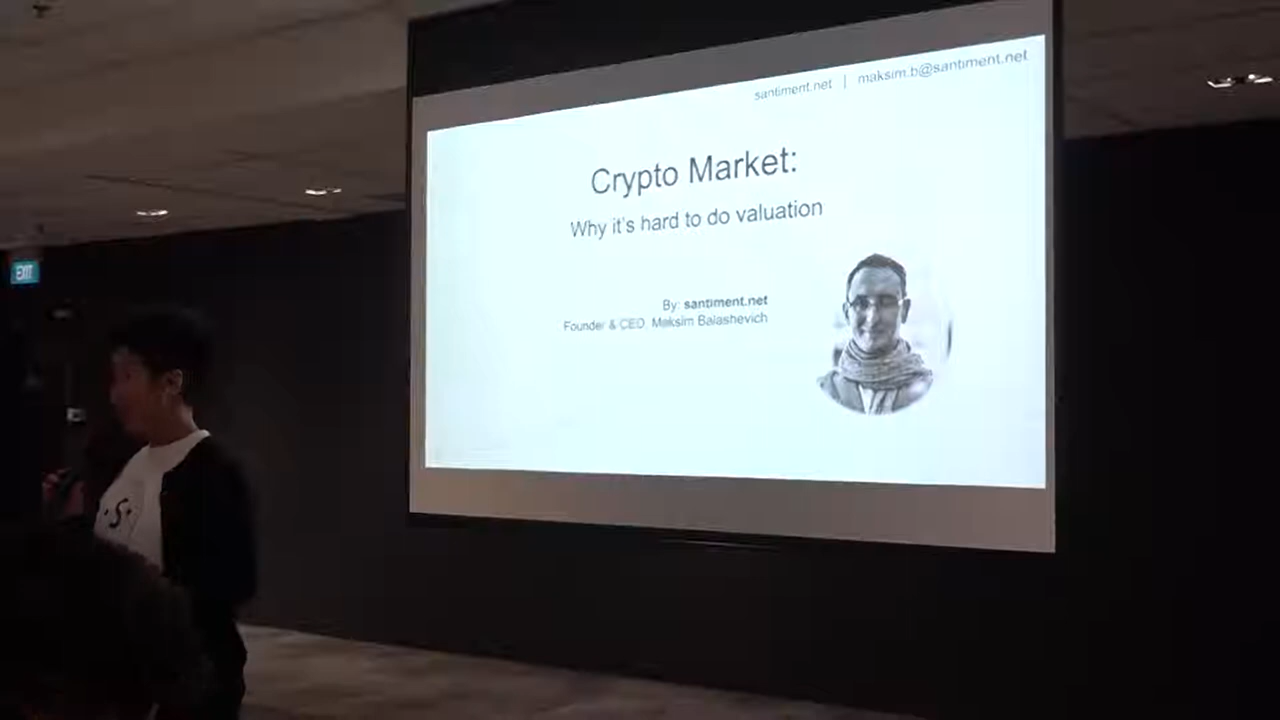 santiment.net | maksim.b@santiment.net
Crypto Market:
Why it's hard to do valuation
By: santiment.net
Founder & CEO, Maksim Balashevich
EXIT
·S·